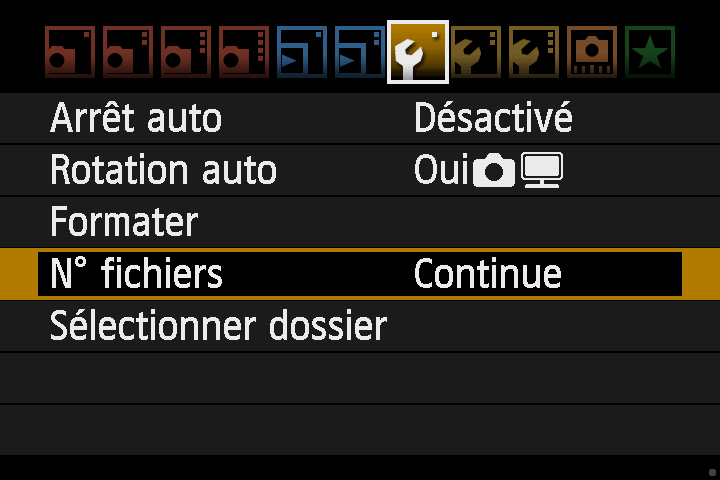 Arrêt auto Désactivé
Rotation auto Oui
Formater
N° fichiers Continue
Sélectionner dossier